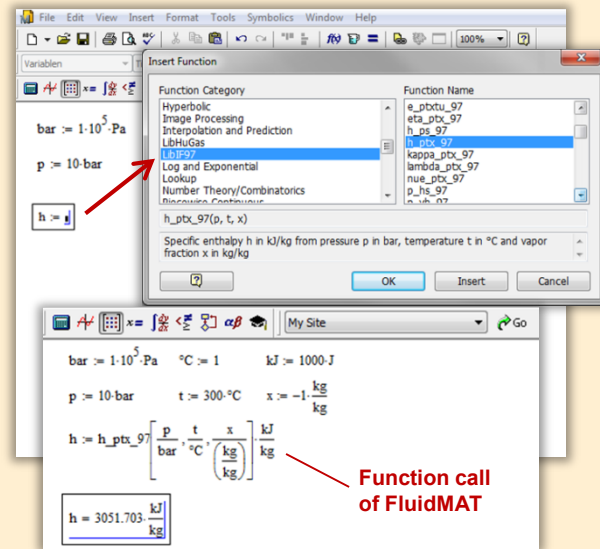 File Edit View Insert Format Tools Symbolics Window Help
100%
Variablen
Insert Function
Function Category
Function Name
Hyperbolic
Image Processing
Interpolation and Prediction
LibHuGas
LibIF97
Log and Exponential
Lookup
Number Theory/Combinatorics
Piecewise Continuous
e_ptxtu_97
eta_ptx_97
h_ps_97
h_ptx_97
kappa_ptx_97
lambda_ptx_97
nue_ptx_97
p_hs_97
h_ptx_97(p, t, x)
Specific enthalpy h in kJ/kg from pressure p in bar, temperature t in °C and vapor
fraction x in kg/kg
OK Insert Cancel
bar := 1·10^5·Pa
p := 10·bar
h :=
My Site Go
bar := 1·10^5·Pa °C := 1 kJ := 1000·J
p := 10·bar t := 300·°C x := −1·kg/kg
h := h_ptx_97[p/bar, t/°C, x/(kg/kg)]·kJ/kg
h = 3051.703·kJ/kg
Function call
of FluidMAT